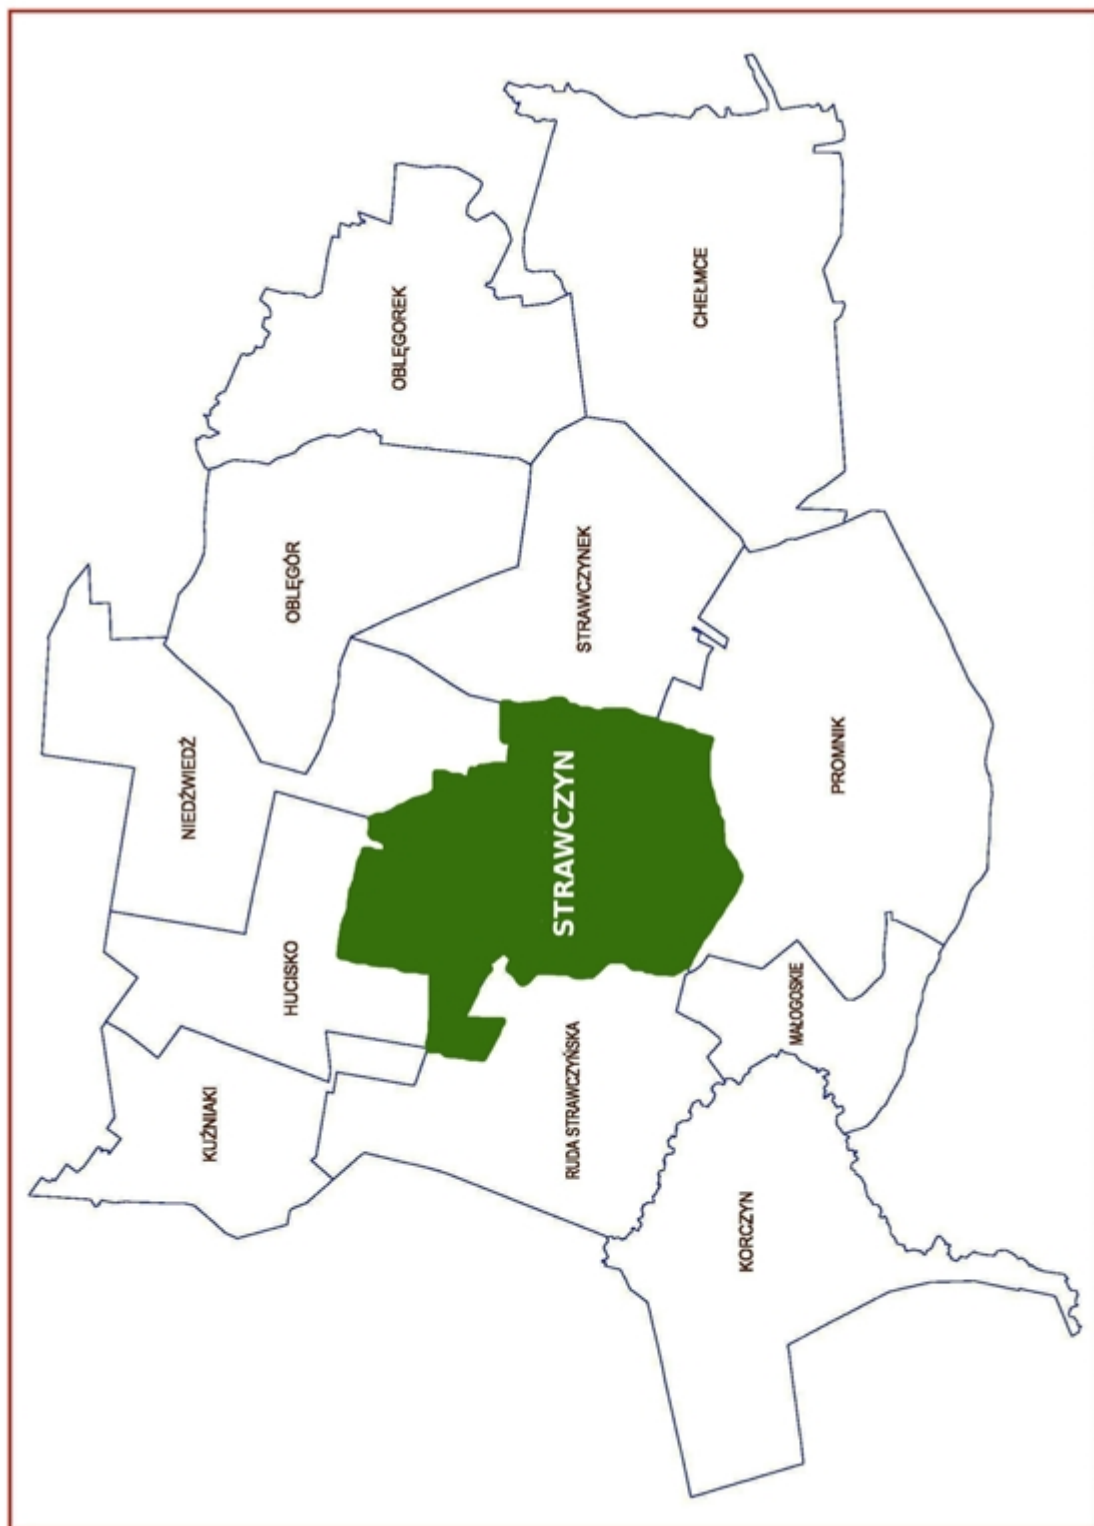 KUŹNIAKI
HUCISKO
NIEDŹWIEDŹ
OBLĘGÓR
OBLĘGOREK
RUDA STRAWCZYŃSKA
STRAWCZYN
STRAWCZYNEK
CHEŁMCE
KORCZYN
MAŁOGOSKIE
PROMNIK